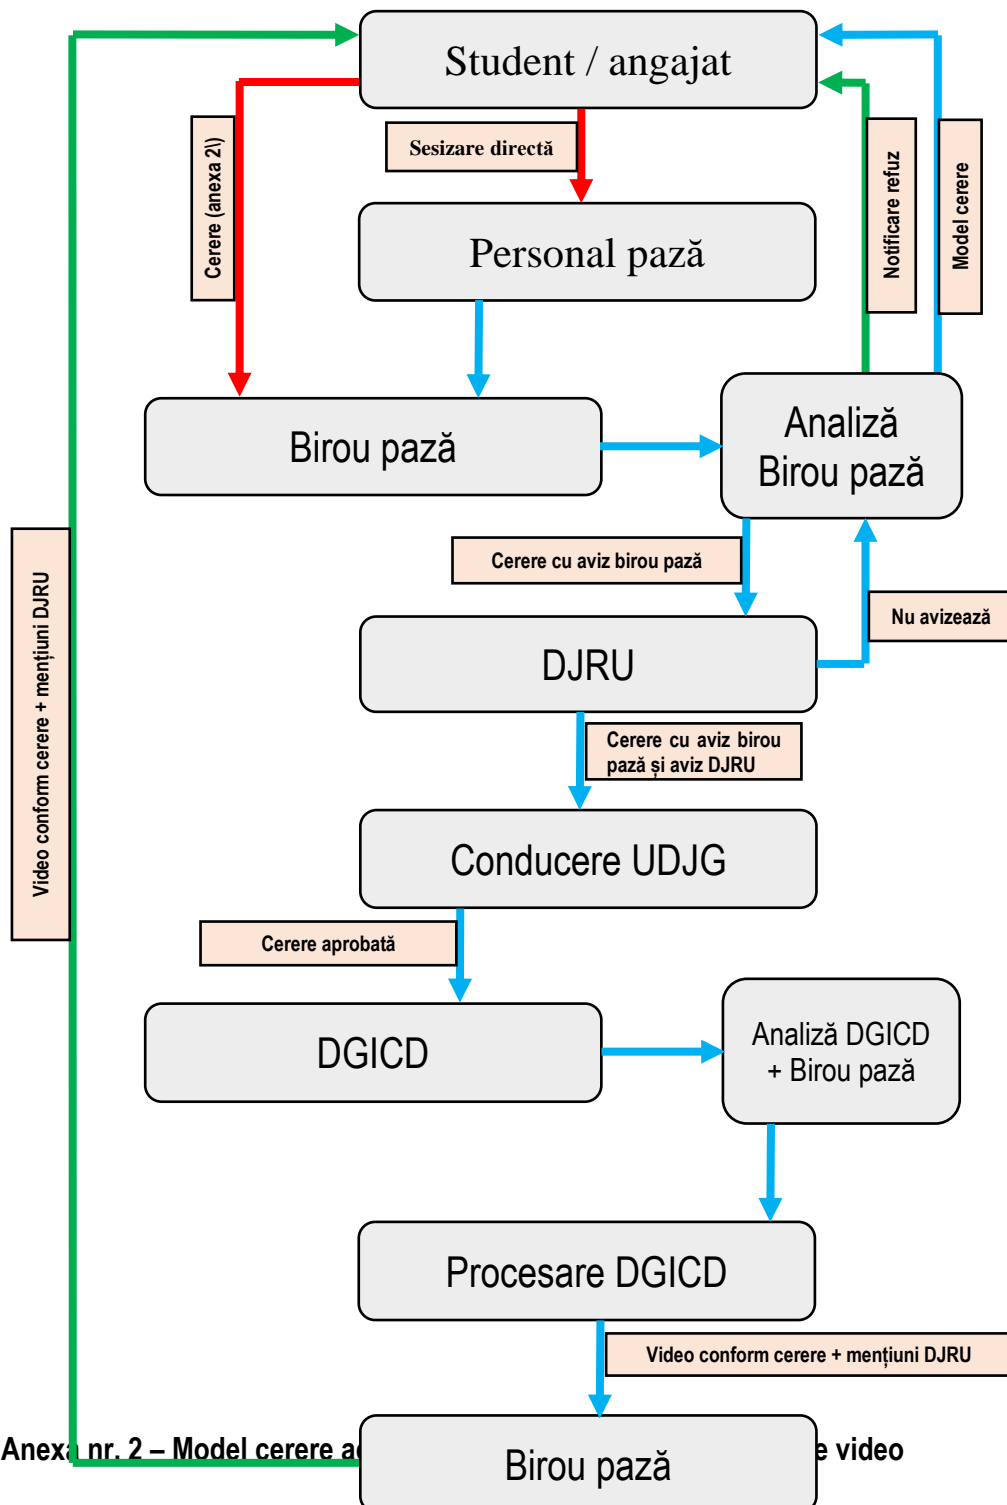 Student / angajat
Cerere (anexa 2\)
Sesizare directă
Notificare refuz
Model cerere
Personal pază
Birou pază
Analiză
Birou pază
Cerere cu aviz birou pază
Nu avizează
DJRU
Video conform cerere + mențiuni DJRU
Cerere cu aviz birou
pază și aviz DJRU
Conducere UDJG
Cerere aprobată
DGICD
Analiză DGICD
+ Birou pază
Procesare DGICD
Video conform cerere + mențiuni DJRU
Anexa nr. 2 – Model cerere video
Birou pază